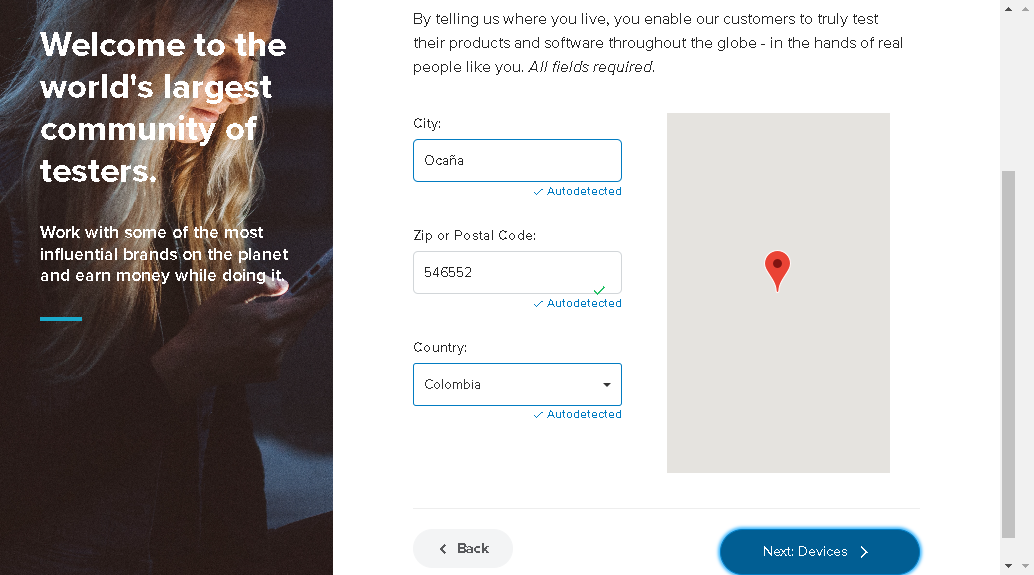 Welcome to the
world's largest
community of
testers.
Work with some of the most
influential brands on the planet
and earn money while doing it.
By telling us where you live, you enable our customers to truly test
their products and software throughout the globe - in the hands of real
people like you. All fields required.
City:
Ocaña
Autodetected
Zip or Postal Code:
546552
Autodetected
Country:
Colombia
Autodetected
Back
Next: Devices